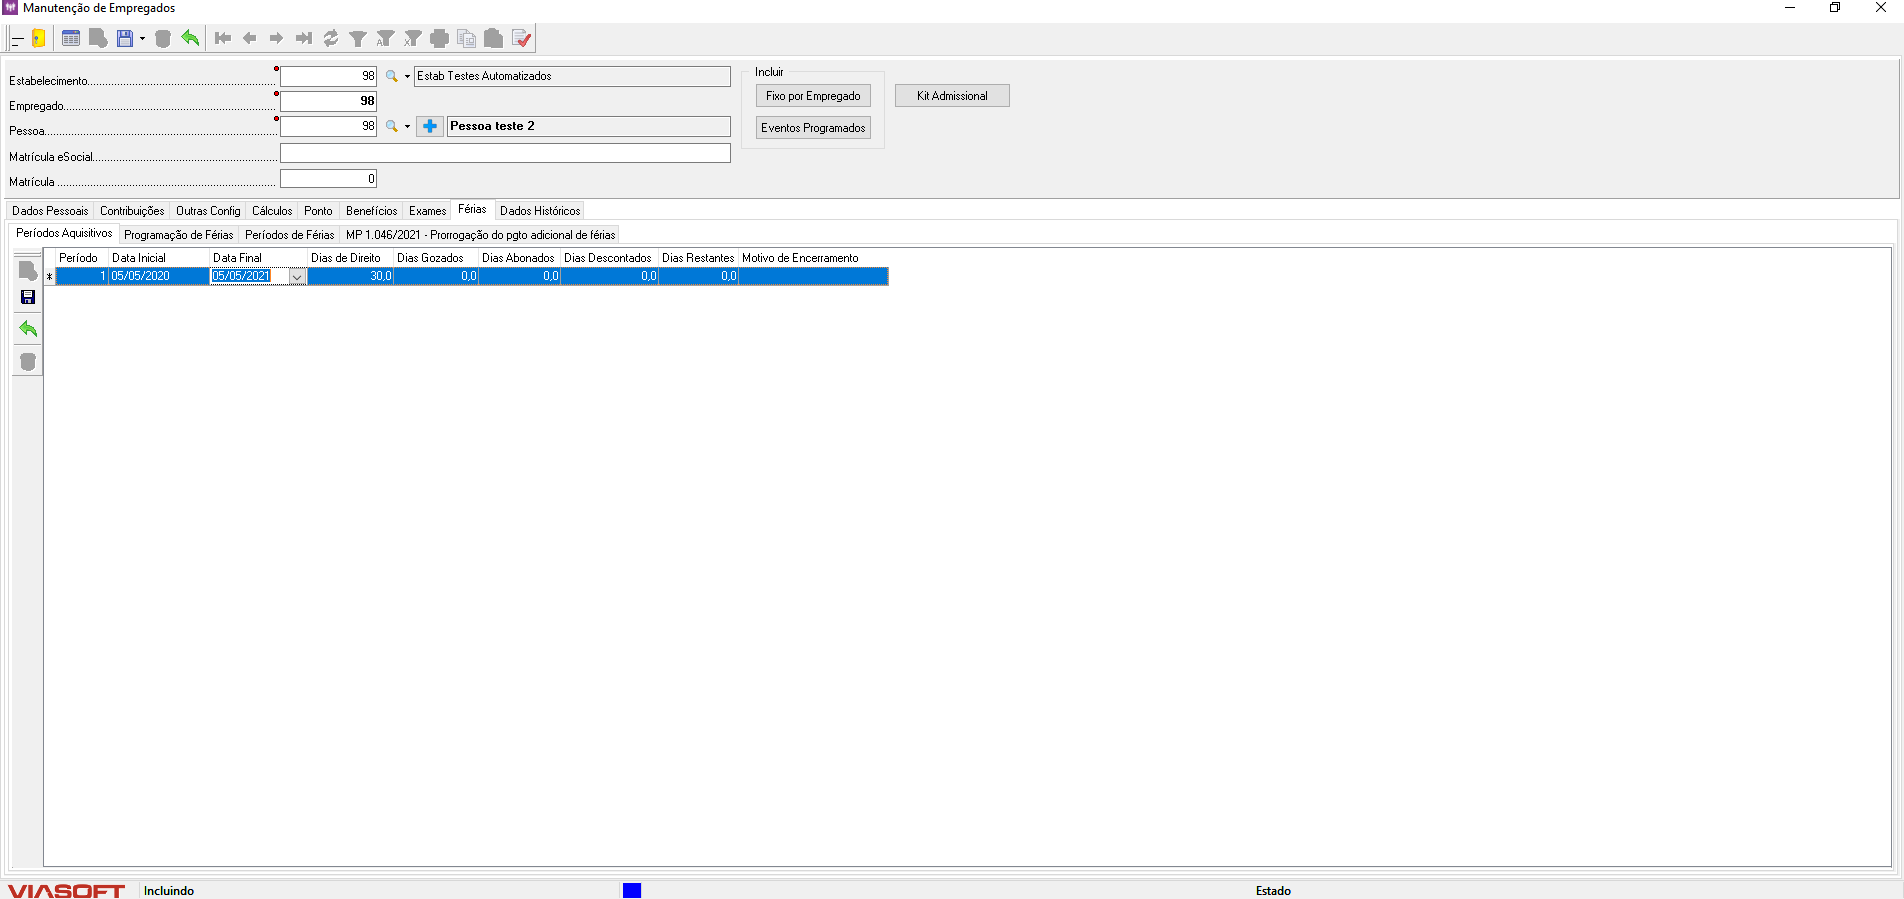 Manutenção de Empregados
Estabelecimento 98 Estab Testes Automatizados
Empregado 98
Pessoa 98 Pessoa teste 2
Matrícula eSocial
Matrícula 0
Incluir
Fixo por Empregado
Eventos Programados
Kit Admissional
Dados Pessoais Contribuições Outras Config Cálculos Ponto Benefícios Exames Férias Dados Históricos
Períodos Aquisitivos Programação de Férias Períodos de Férias MP 1.046/2021 - Prorrogação do pgto adicional de férias
Período Data Inicial Data Final Dias de Direito Dias Gozados Dias Abonados Dias Descontados Dias Restantes Motivo de Encerramento
* 1 05/05/2020 05/05/2021 30,0 0,0 0,0 0,0 0,0
VIASOFT Incluindo Estado